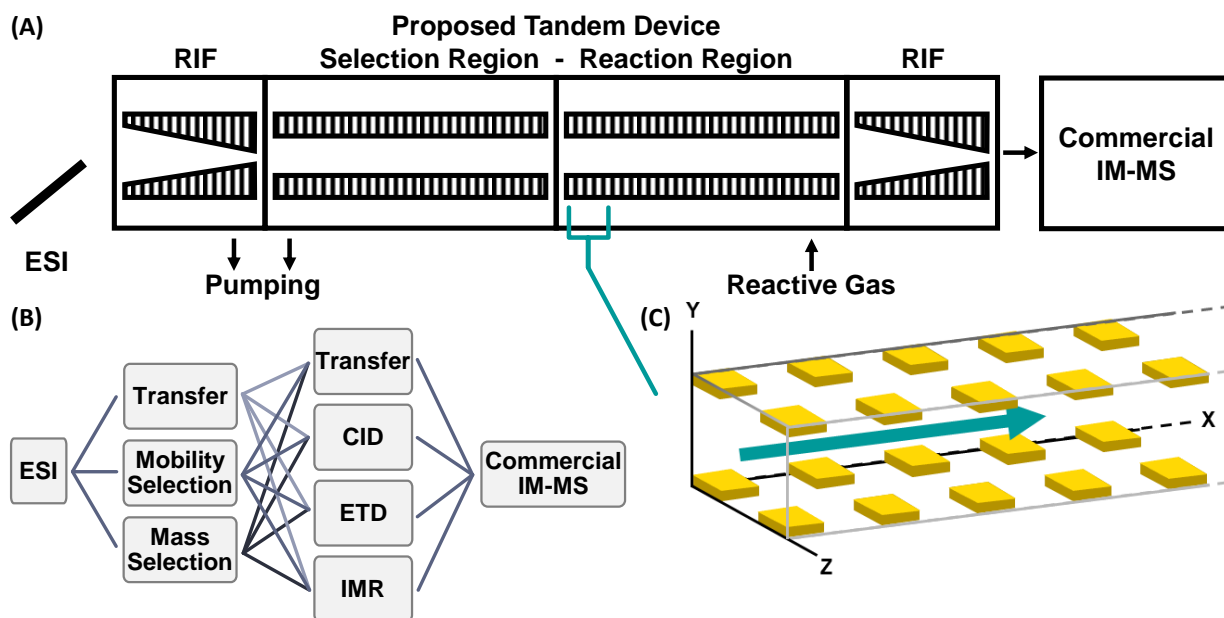 (A)
Proposed Tandem Device
RIF
Selection Region - Reaction Region
RIF
Commercial
IM-MS
ESI
Pumping
Reactive Gas
(B)
ESI
Transfer
Mobility
Selection
Mass
Selection
Transfer
CID
ETD
IMR
Commercial
IM-MS
(C)
Y
X
Z